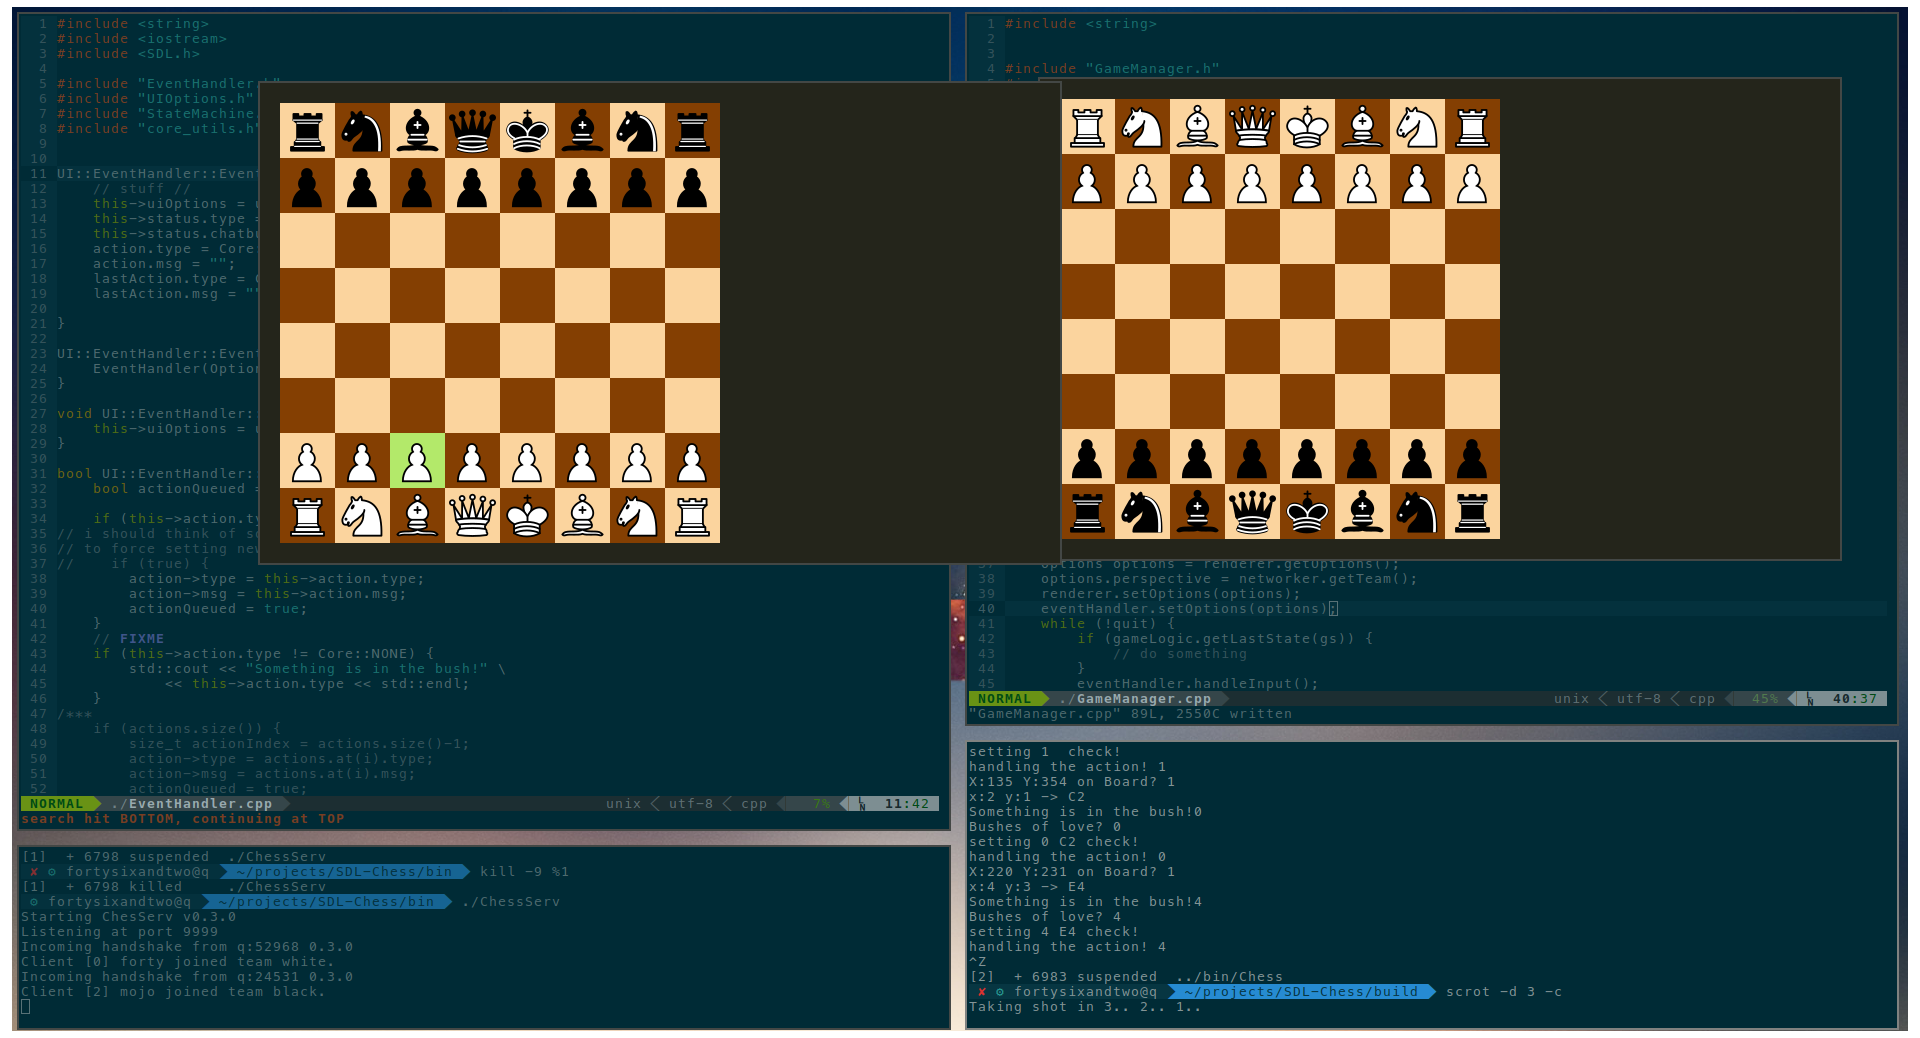 1 #include <string>
2 #include <iostream>
3 #include <SDL.h>
4
5 #include "EventHandler.h"
6 #include "UIOptions.h"
7 #include "StateMachine.
8 #include "core_utils.h"
9
10
11 UI::EventHandler::Event
12 // stuff //
13 this->uiOptions = u
14 this->status.type =
15 this->status.chatbu
16 action.type = Core:
17 action.msg = "";
18 lastAction.type = C
19 lastAction.msg = ""
20
21 }
22
23 UI::EventHandler::Event
24 EventHandler(Option
25 }
26
27 void UI::EventHandler::
28 this->uiOptions = u
29 }
30
31 bool UI::EventHandler::
32 bool actionQueued =
33
34 if (this->action.ty
35 // i should think of so
36 // to force setting new
37 // if (true) {
38 action->type = this->action.type;
39 action->msg = this->action.msg;
40 actionQueued = true;
41 }
42 // FIXME
43 if (this->action.type != Core::NONE) {
44 std::cout << "Something is in the bush!" \
45 << this->action.type << std::endl;
46 }
47 /***
48 if (actions.size()) {
49 size_t actionIndex = actions.size()-1;
50 action->type = actions.at(i).type;
51 action->msg = actions.at(i).msg;
52 actionQueued = true;
NORMAL ./EventHandler.cpp unix utf-8 cpp 7% LN 11:42
search hit BOTTOM, continuing at TOP
[1] + 6798 suspended ./ChessServ
✘ ⚙ fortysixandtwo@q ~/projects/SDL-Chess/bin kill -9 %1
[1] + 6798 killed ./ChessServ
⚙ fortysixandtwo@q ~/projects/SDL-Chess/bin ./ChessServ
Starting ChesServ v0.3.0
Listening at port 9999
Incoming handshake from q:52968 0.3.0
Client [0] forty joined team white.
Incoming handshake from q:24531 0.3.0
Client [2] mojo joined team black.
1 #include <string>
2
3
4 #include "GameManager.h"
37 options options = renderer.getOptions();
38 options.perspective = networker.getTeam();
39 renderer.setOptions(options);
40 eventHandler.setOptions(options);
41 while (!quit) {
42 if (gameLogic.getLastState(gs)) {
43 // do something
44 }
45 eventHandler.handleInput();
NORMAL ./GameManager.cpp unix utf-8 cpp 45% LN 40:37
"GameManager.cpp" 89L, 2550C written
setting 1 check!
handling the action! 1
X:135 Y:354 on Board? 1
x:2 y:1 -> C2
Something is in the bush!0
Bushes of love? 0
setting 0 C2 check!
handling the action! 0
X:220 Y:231 on Board? 1
x:4 y:3 -> E4
Something is in the bush!4
Bushes of love? 4
setting 4 E4 check!
handling the action! 4
^Z
[2] + 6983 suspended ../bin/Chess
✘ ⚙ fortysixandtwo@q ~/projects/SDL-Chess/build scrot -d 3 -c
Taking shot in 3.. 2.. 1..